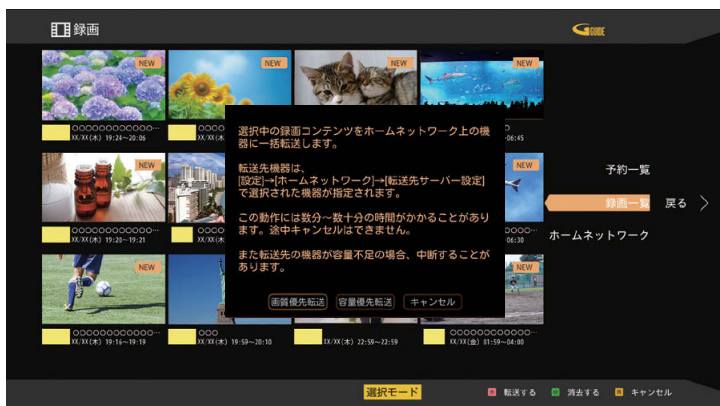 録画
G GUIDE
NEW
NEW
NEW
NEW
○○○○○○○○○○○○…
XX/XX(木) 19:24～20:06
○○○○
XX/XX(木
06:45
選択中の録画コンテンツをホームネットワーク上の機
器に一括転送します。
転送先機器は、
[設定]→[ホームネットワーク]→[転送先サーバー設定]
で選択された機器が指定されます。
この動作には数分～数十分の時間がかかることがあり
ます。途中キャンセルはできません。
また転送先の機器が容量不足の場合、中断することが
あります。
画質優先転送 容量優先転送 キャンセル
NEW
NEW
○○○○○○○○○○○○…
XX/XX(木) 19:20～19:21
○○○○
XX/XX(木
○○○…
06:30
予約一覧
録画一覧 戻る
ホームネットワーク
NEW
NEW
○○○○○○○○○○○○…
XX/XX(木) 19:16～19:19
○○○
XX/XX(木) 19:59～20:10
XX/XX(木) 22:59～22:59
○○○○○○○○○○○○…
XX/XX(金) 01:59～04:00
選択モード
転送する 消去する キャンセル